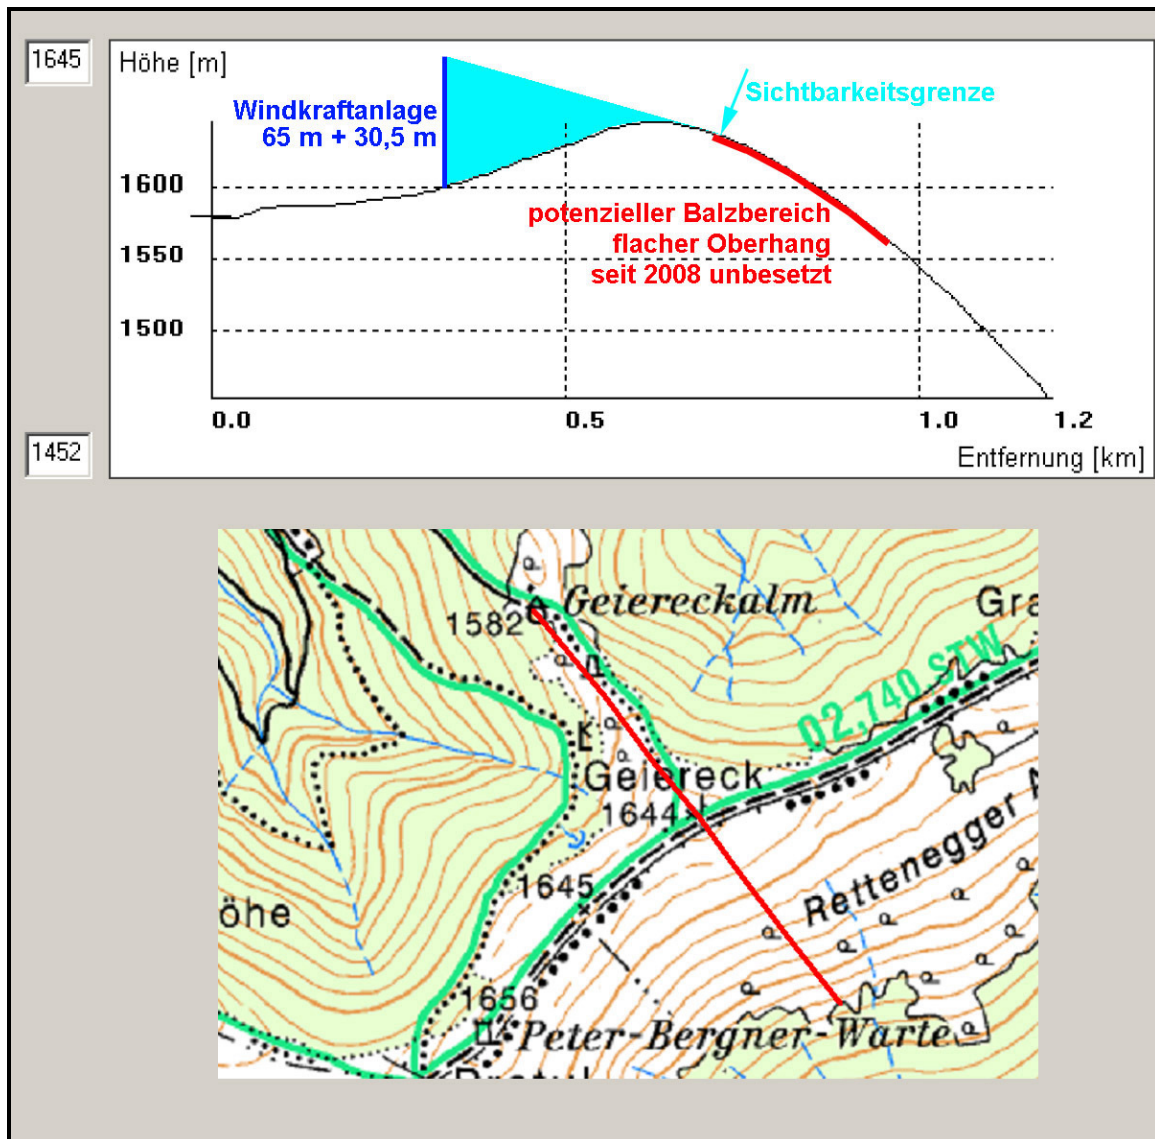 1645
Höhe [m]
Windkraftanlage
65 m + 30,5 m
Sichtbarkeitsgrenze
1600
potenzieller Balzbereich
flacher Oberhang
seit 2008 unbesetzt
1550
1500
0.0
0.5
1.0
1.2
1452
Entfernung [km]
Geiereckalm
1582
Gra
02,740 STW
Geiereck
1644
Rettenegger
1645
öhe
1656
Peter-Bergner-Warte